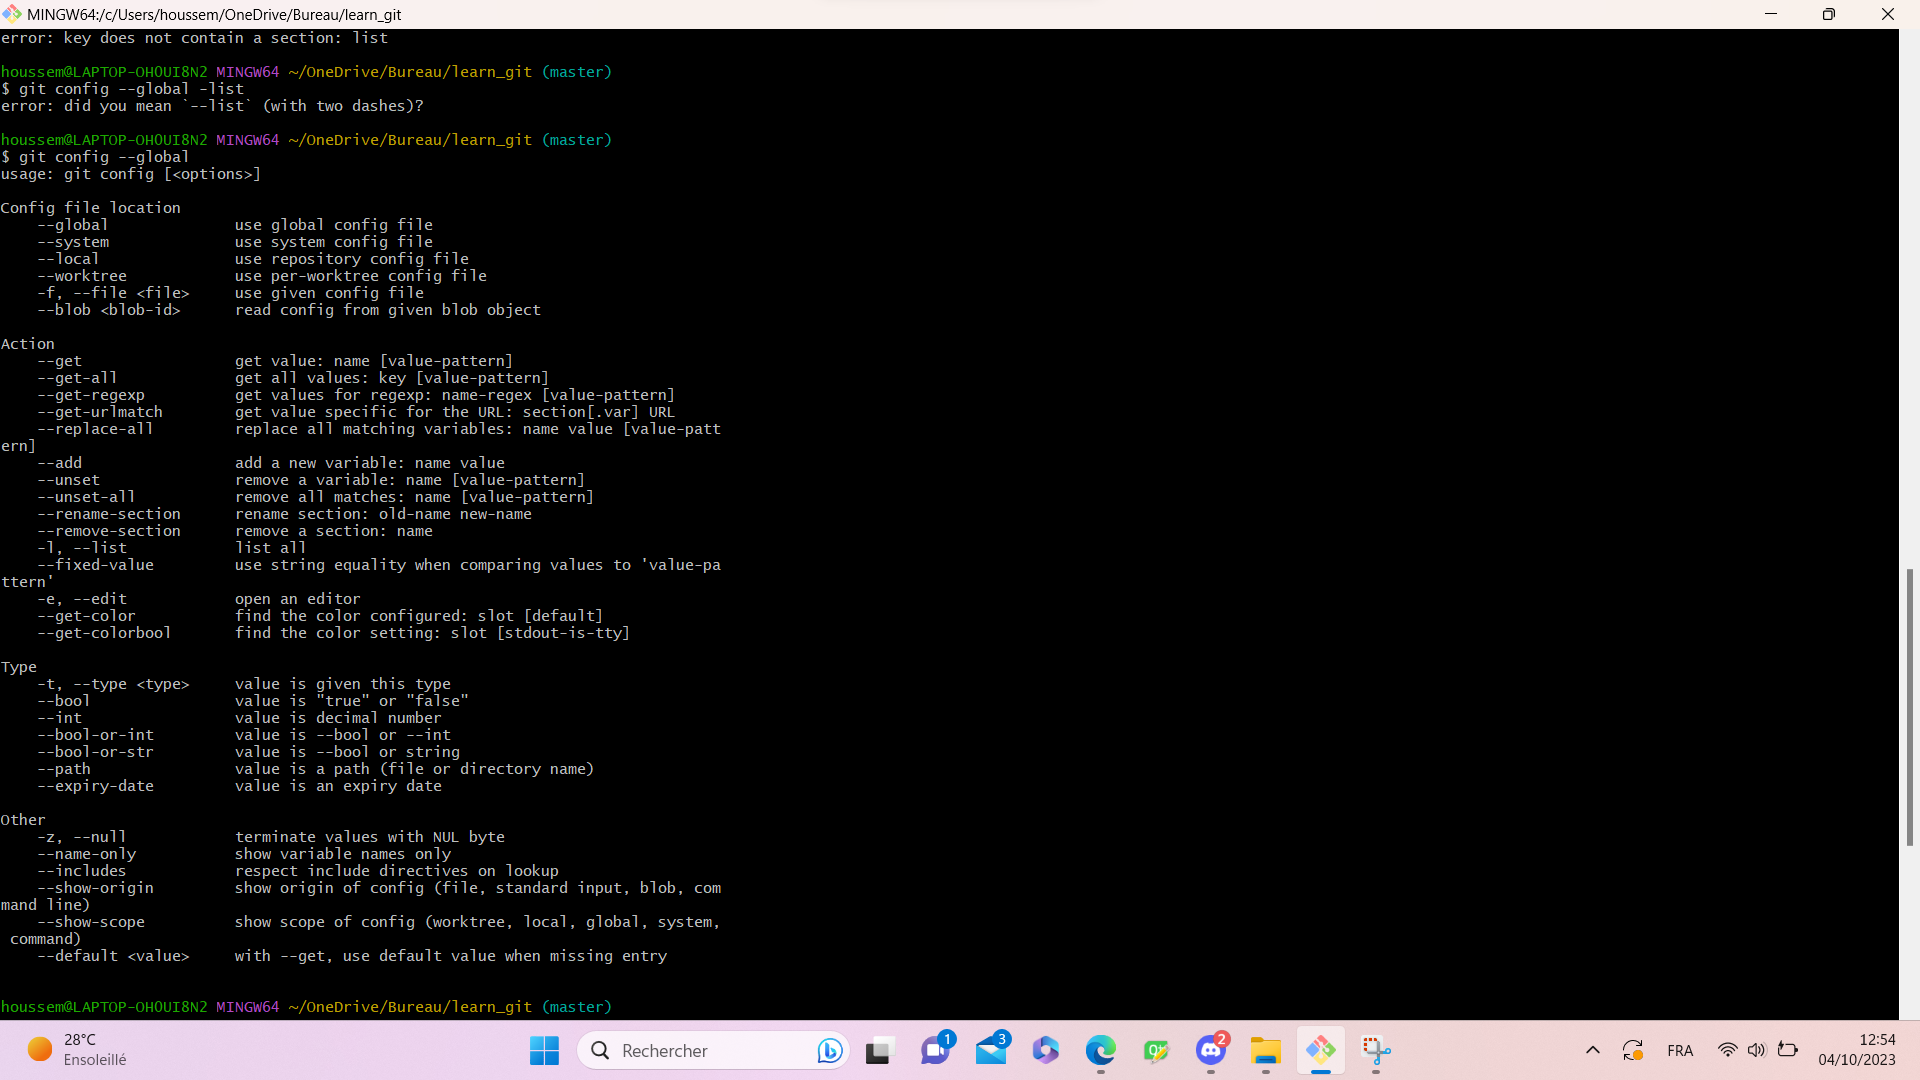 MINGW64:/c/Users/houssem/OneDrive/Bureau/learn_git
error: key does not contain a section: list

houssem@LAPTOP-OH0UI8N2 MINGW64 ~/OneDrive/Bureau/learn_git (master)
$ git config --global -list
error: did you mean `--list` (with two dashes)?

houssem@LAPTOP-OH0UI8N2 MINGW64 ~/OneDrive/Bureau/learn_git (master)
$ git config --global
usage: git config [<options>]

Config file location
    --global              use global config file
    --system              use system config file
    --local               use repository config file
    --worktree            use per-worktree config file
    -f, --file <file>     use given config file
    --blob <blob-id>      read config from given blob object

Action
    --get                 get value: name [value-pattern]
    --get-all             get all values: key [value-pattern]
    --get-regexp          get values for regexp: name-regex [value-pattern]
    --get-urlmatch        get value specific for the URL: section[.var] URL
    --replace-all         replace all matching variables: name value [value-patt
ern]
    --add                 add a new variable: name value
    --unset               remove a variable: name [value-pattern]
    --unset-all           remove all matches: name [value-pattern]
    --rename-section      rename section: old-name new-name
    --remove-section      remove a section: name
    -l, --list            list all
    --fixed-value         use string equality when comparing values to 'value-pa
ttern'
    -e, --edit            open an editor
    --get-color           find the color configured: slot [default]
    --get-colorbool       find the color setting: slot [stdout-is-tty]

Type
    -t, --type <type>     value is given this type
    --bool                value is "true" or "false"
    --int                 value is decimal number
    --bool-or-int         value is --bool or --int
    --bool-or-str         value is --bool or string
    --path                value is a path (file or directory name)
    --expiry-date         value is an expiry date

Other
    -z, --null            terminate values with NUL byte
    --name-only           show variable names only
    --includes            respect include directives on lookup
    --show-origin         show origin of config (file, standard input, blob, com
mand line)
    --show-scope          show scope of config (worktree, local, global, system,
 command)
    --default <value>     with --get, use default value when missing entry

houssem@LAPTOP-OH0UI8N2 MINGW64 ~/OneDrive/Bureau/learn_git (master)
28°C
Ensoleillé
Rechercher
1
3
2
FRA
12:54
04/10/2023